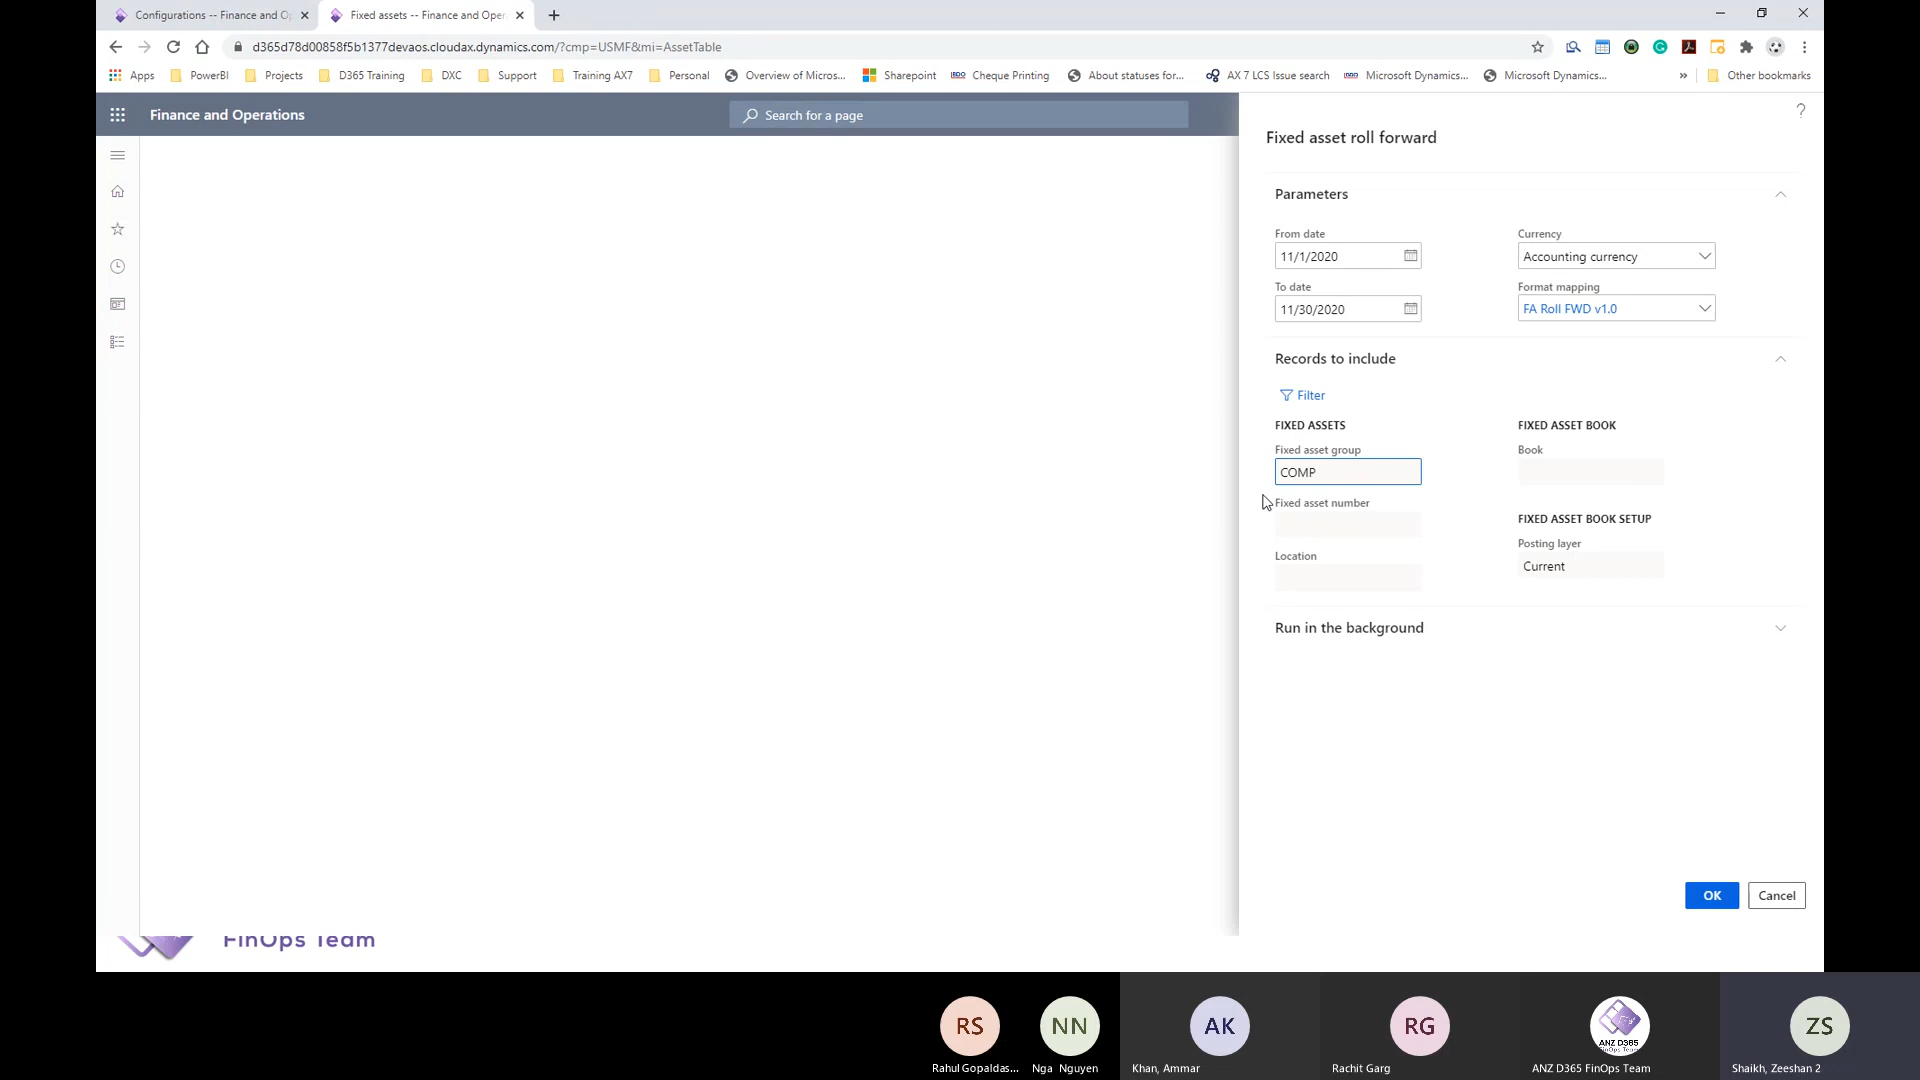 Configurations -- Finance and Op
Fixed assets -- Finance and Oper
d365d78d00858f5b1377devaos.cloudax.dynamics.com/?cmp=USMF&mi=AssetTable
Apps
PowerBI
Projects
D365 Training
DXC
Support
Training AX7
Personal
Overview of Micros...
Sharepoint
BDO
Cheque Printing
About statuses for...
AX 7 LCS Issue search
Microsoft Dynamics...
Microsoft Dynamics...
»
Other bookmarks
Finance and Operations
Search for a page
?
Fixed asset roll forward
Parameters
From date
11/1/2020
Currency
Accounting currency
To date
11/30/2020
Format mapping
FA Roll FWD v1.0
Records to include
Filter
FIXED ASSETS
FIXED ASSET BOOK
Fixed asset group
COMP
Book
Fixed asset number
FIXED ASSET BOOK SETUP
Location
Posting layer
Current
Run in the background
OK
Cancel
FinOps Team
RS
NN
AK
RG
ANZ D365
FinOps Team
ZS
Rahul Gopaldas...
Nga Nguyen
Khan, Ammar
Rachit Garg
ANZ D365 FinOps Team
Shaikh, Zeeshan 2